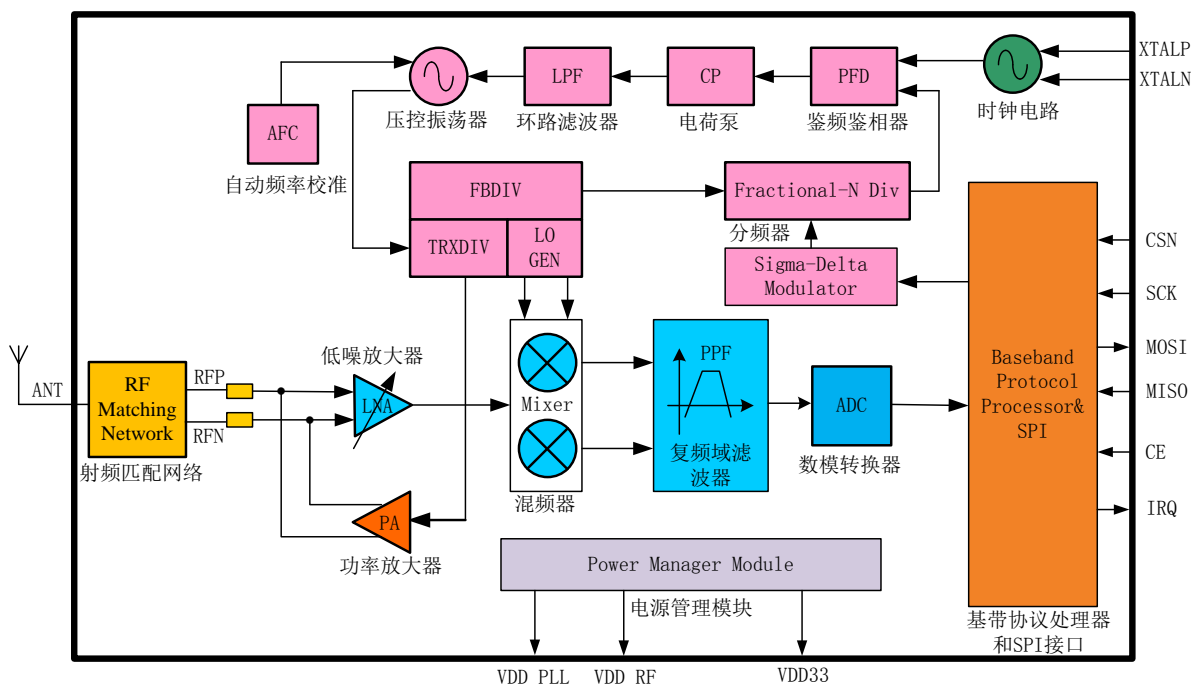 XTALP
XTALN
LPF
CP
PFD
压控振荡器
环路滤波器
电荷泵
鉴频鉴相器
时钟电路
AFC
自动频率校准
FBDIV
Fractional-N Div
TRXDIV
LO
GEN
分频器
Sigma-Delta
Modulator
CSN
SCK
MOSI
MISO
CE
IRQ
Baseband
Protocol
Processor&
SPI
基带协议处理器
和SPI接口
ANT
RF
Matching
Network
射频匹配网络
RFP
RFN
低噪放大器
LNA
Mixer
混频器
PPF
复频域滤
波器
ADC
数模转换器
PA
功率放大器
Power Manager Module
电源管理模块
VDD PLL
VDD RF
VDD33